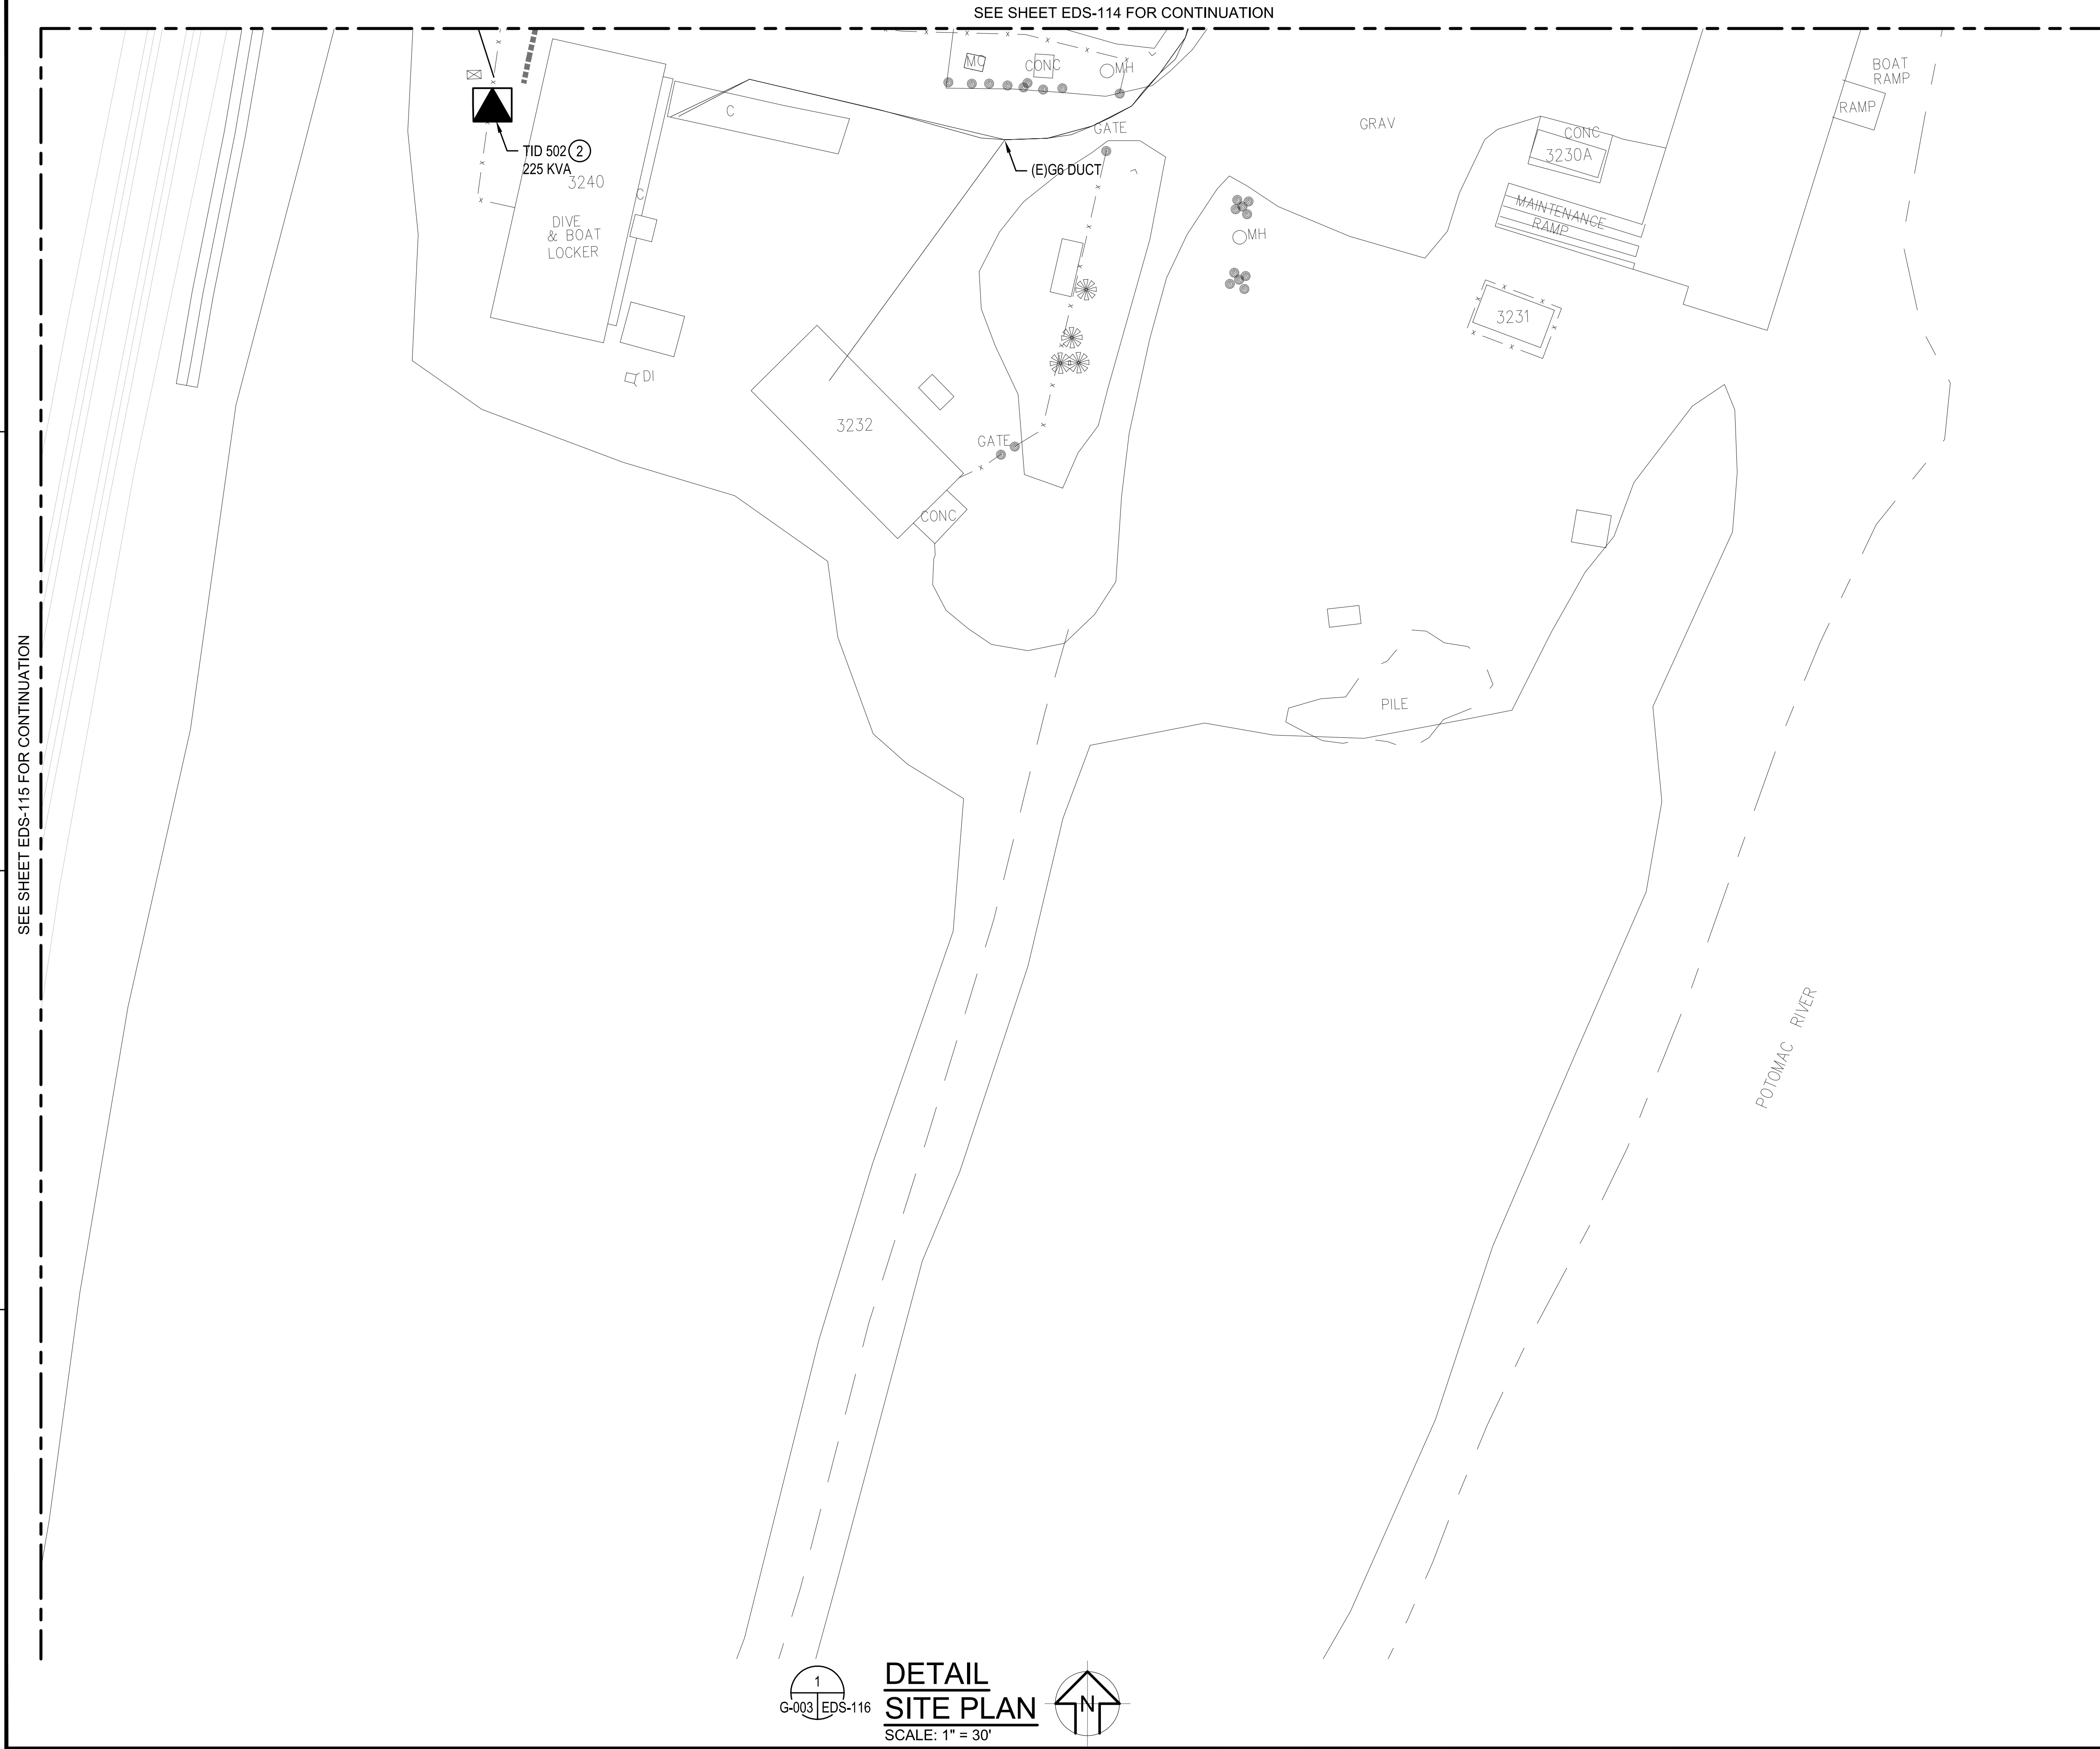 SEE SHEET EDS-114 FOR CONTINUATION
MO
CONC
MH
BOAT
RAMP
RAMP
C
GATE
GRAV
CONC
3230A
TID 502 2
225 KVA
(E)G6 DUCT
3240
C
DIVE
& BOAT
LOCKER
MH
MAINTENANCE
RAMP
3231
DI
3232
GATE
CONC
SEE SHEET EDS-115 FOR CONTINUATION
PILE
POTOMAC RIVER
1
G-003 EDS-116
DETAIL
SITE PLAN
SCALE: 1" = 30'
N